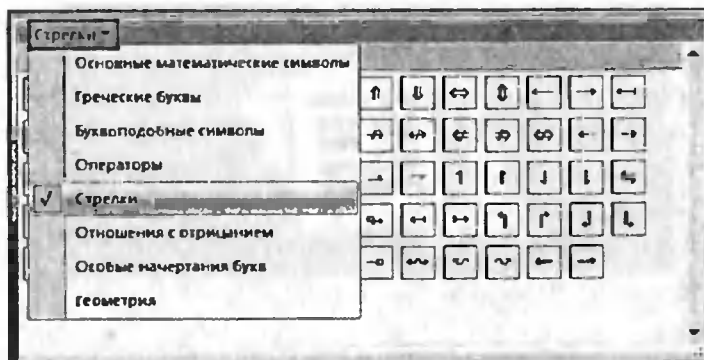 Стрелки
Основные математические символы
Греческие буквы
Буквоподобные символы
Операторы
Стрелки
Отношения с отрицанием
Особые начертания букв
Геометрия